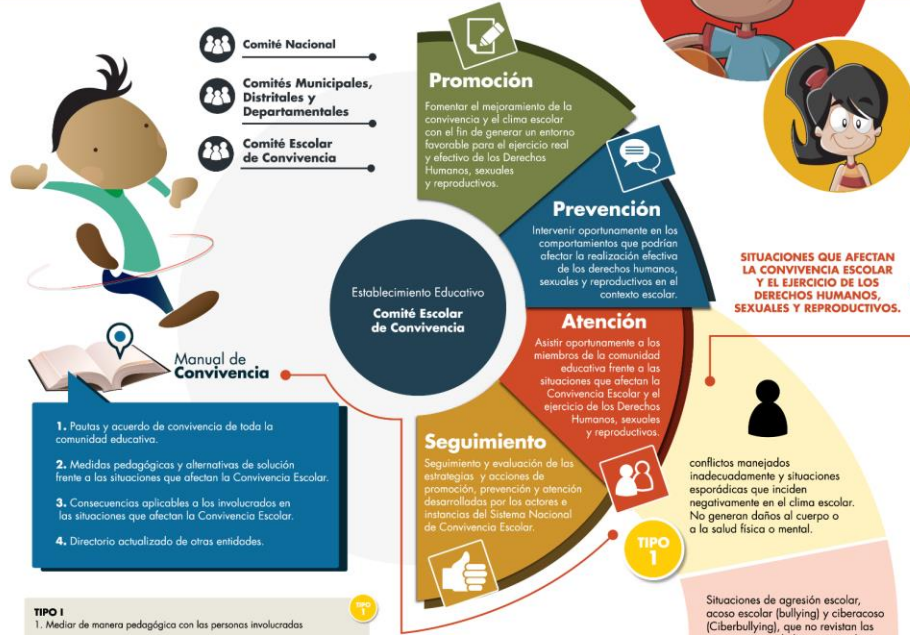 Comité Nacional
Comités Municipales,
Distritales y
Departamentales
Comité Escolar
de Convivencia
Promoción
Fomentar el mejoramiento de la
convivencia y el clima escolar
con el fin de generar un entorno
favorable para el ejercicio real
y efectivo de los Derechos
Humanos, sexuales
y reproductivos.
Prevención
Intervenir oportunamente en los
comportamientos que podrían
afectar la realización efectiva
de los derechos humanos,
sexuales y reproductivos en el
contexto escolar.
Establecimiento Educativo
Comité Escolar
de Convivencia
Atención
Asistir oportunamente a los
miembros de la comunidad
educativa frente a las
situaciones que afectan la
Convivencia Escolar y el
ejercicio de los Derechos
Humanos, sexuales
y reproductivos.
Seguimiento
Seguimiento y evaluación de las
estrategias y acciones de
promoción, prevención y atención
desarrolladas por los actores e
instancias del Sistema Nacional
de Convivencia Escolar.
Manual de
Convivencia
1. Pautas y acuerdo de convivencia de toda la
comunidad educativa.
2. Medidas pedagógicas y alternativas de solución
frente a las situaciones que afectan la Convivencia Escolar.
3. Consecuencias aplicables a los involucrados en
las situaciones que afectan la Convivencia Escolar.
4. Directorio actualizado de otras entidades.
SITUACIONES QUE AFECTAN
LA CONVIVENCIA ESCOLAR
Y EL EJERCICIO DE LOS
DERECHOS HUMANOS,
SEXUALES Y REPRODUCTIVOS.
conflictos manejados
inadecuadamente y situaciones
esporádicas que inciden
negativamente en el clima escolar.
No generan daños al cuerpo o
a la salud física o mental.
TIPO
1
Situaciones de agresión escolar,
acoso escolar (bullying) y ciberacoso
(Ciberbullying), que no revistan las
TIPO I
TIPO
1
1. Mediar de manera pedagógica con las personas involucradas